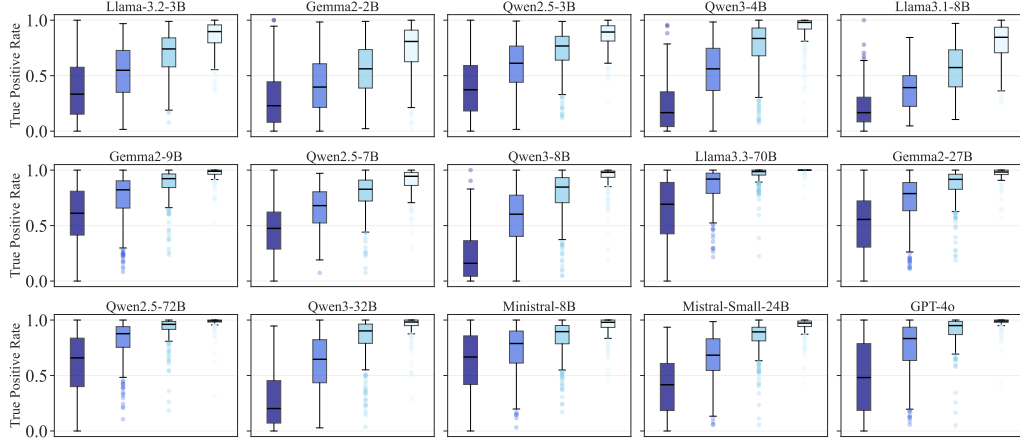 Llama-3.2-3B
Gemma2-2B
Qwen2.5-3B
Qwen3-4B
Llama3.1-8B
True Positive Rate
1.0
0.5
0.0
Gemma2-9B
Qwen2.5-7B
Qwen3-8B
Llama3.3-70B
Gemma2-27B
True Positive Rate
1.0
0.5
0.0
Qwen2.5-72B
Qwen3-32B
Ministral-8B
Mistral-Small-24B
GPT-4o
True Positive Rate
1.0
0.5
0.0